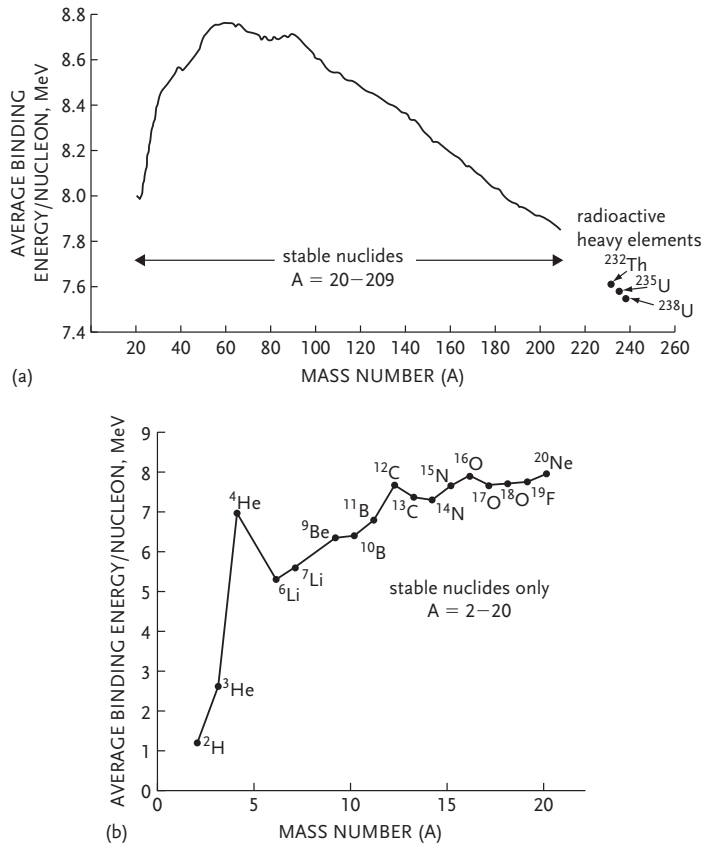 AVERAGE BINDING
ENERGY/NUCLEON, MeV
8.8
8.6
8.4
8.2
8.0
7.8
7.6
7.4
stable nuclides
A = 20–209
radioactive
heavy elements
²³²Th
²³⁵U
²³⁸U
0 20 40 60 80 100 120 140 160 180 200 220 240 260
MASS NUMBER (A)
(a)
AVERAGE BINDING ENERGY/NUCLEON, MeV
9
8
7
6
5
4
3
2
1
0
²H
³He
⁴He
⁶Li
⁷Li
⁹Be
¹⁰B
¹¹B
¹²C
¹³C
¹⁴N
¹⁵N
¹⁶O
¹⁷O
¹⁸O
¹⁹F
²⁰Ne
stable nuclides only
A = 2–20
0 5 10 15 20
MASS NUMBER (A)
(b)